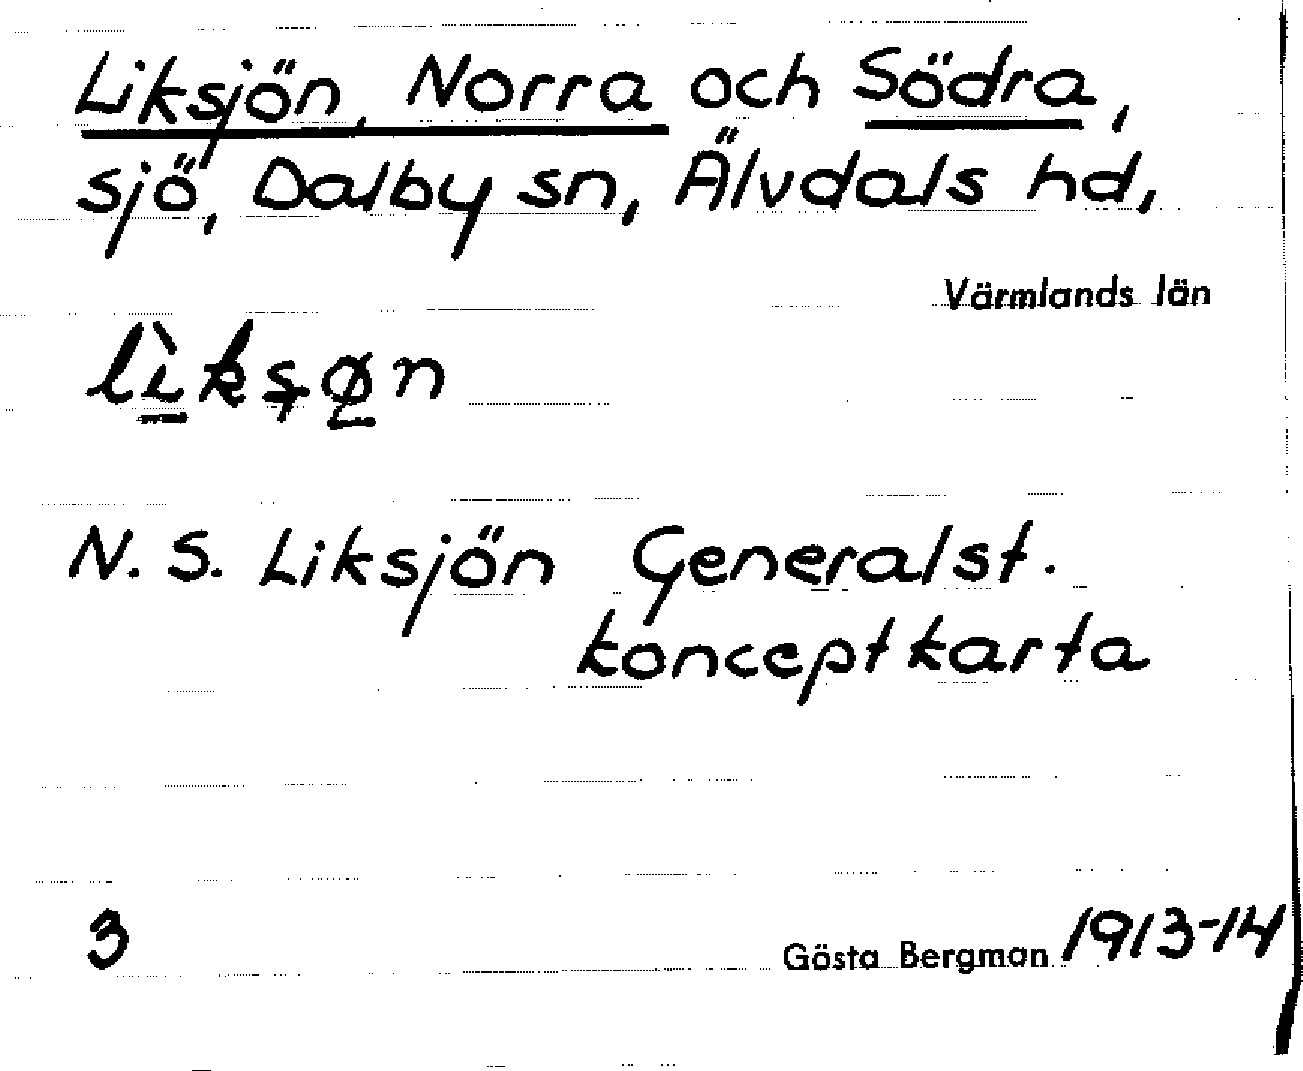 Liksjön, Norra och Södra,
sjö, Dalby sn, Älvdals hd,
Värmlands län
lìkşøn
N. S. Liksjön Generalst.
konceptkarta
3 Gösta Bergman 1913-14